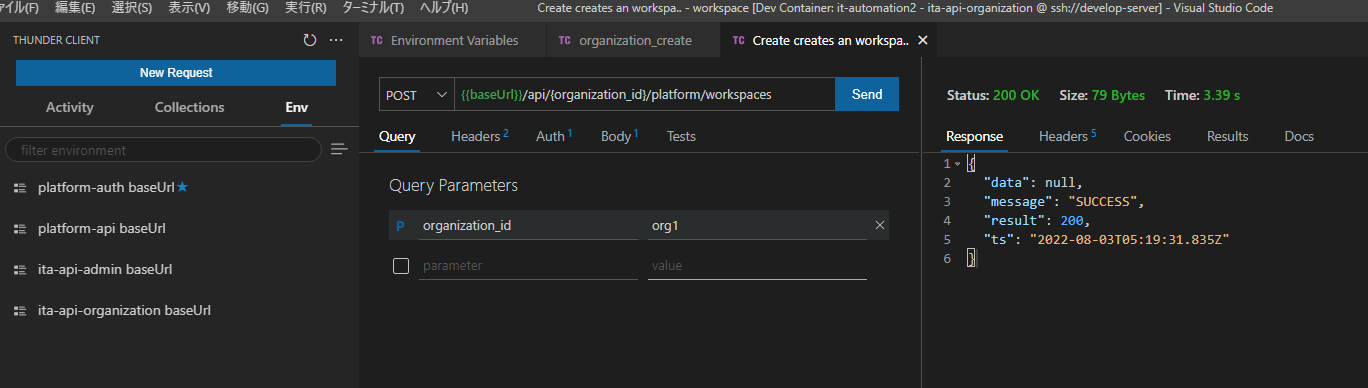 ァイル(F) 編集(E) 選択(S) 表示(V) 移動(G) 実行(R) ターミナル(T) ヘルプ(H) Create creates an workspa.. - workspace [Dev Container: it-automation2 - ita-api-organization @ ssh://develop-server] - Visual Studio Code
THUNDER CLIENT
New Request
Activity Collections Env
filter environment
platform-auth baseUrl★
platform-api baseUrl
ita-api-admin baseUrl
ita-api-organization baseUrl
TC Environment Variables TC organization_create TC Create creates an workspa.. ×
POST {{baseUrl}}/api/{organization_id}/platform/workspaces Send
Query Headers 2 Auth 1 Body 1 Tests
Query Parameters
P organization_id org1 ×
parameter value
Status: 200 OK Size: 79 Bytes Time: 3.39 s
Response Headers 5 Cookies Results Docs
1 {
2 "data": null,
3 "message": "SUCCESS",
4 "result": 200,
5 "ts": "2022-08-03T05:19:31.835Z"
6 }